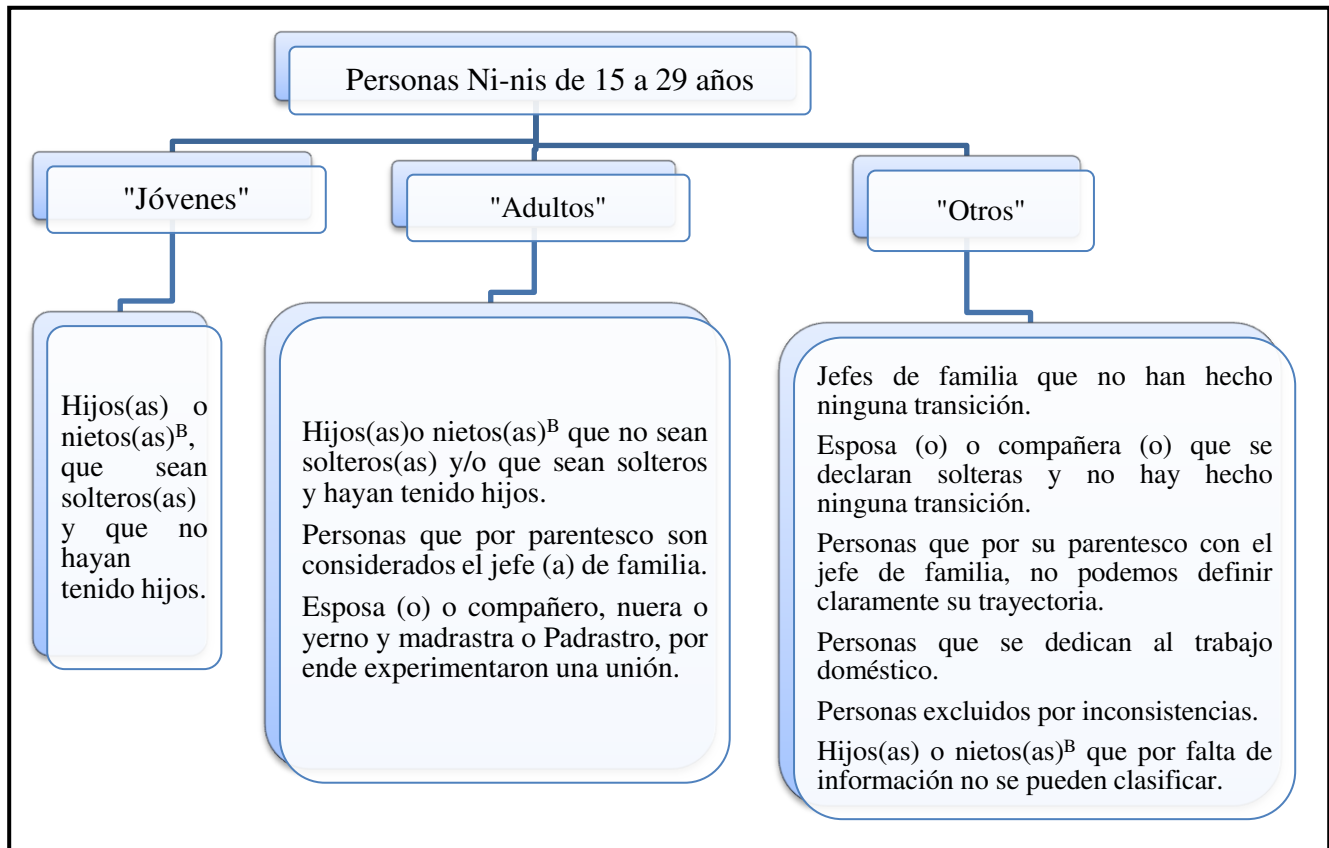 Personas Ni-nis de 15 a 29 años
"Jóvenes"
"Adultos"
"Otros"
Hijos(as) o
nietos(as)ᴮ,
que sean
solteros(as)
y que no
hayan
tenido hijos.
Hijos(as)o nietos(as)ᴮ que no sean
solteros(as) y/o que sean solteros
y hayan tenido hijos.
Personas que por parentesco son
considerados el jefe (a) de familia.
Esposa (o) o compañero, nuera o
yerno y madrastra o Padrastro, por
ende experimentaron una unión.
Jefes de familia que no han hecho
ninguna transición.
Esposa (o) o compañera (o) que se
declaran solteras y no hay hecho
ninguna transición.
Personas que por su parentesco con el
jefe de familia, no podemos definir
claramente su trayectoria.
Personas que se dedican al trabajo
doméstico.
Personas excluidos por inconsistencias.
Hijos(as) o nietos(as)ᴮ que por falta de
información no se pueden clasificar.